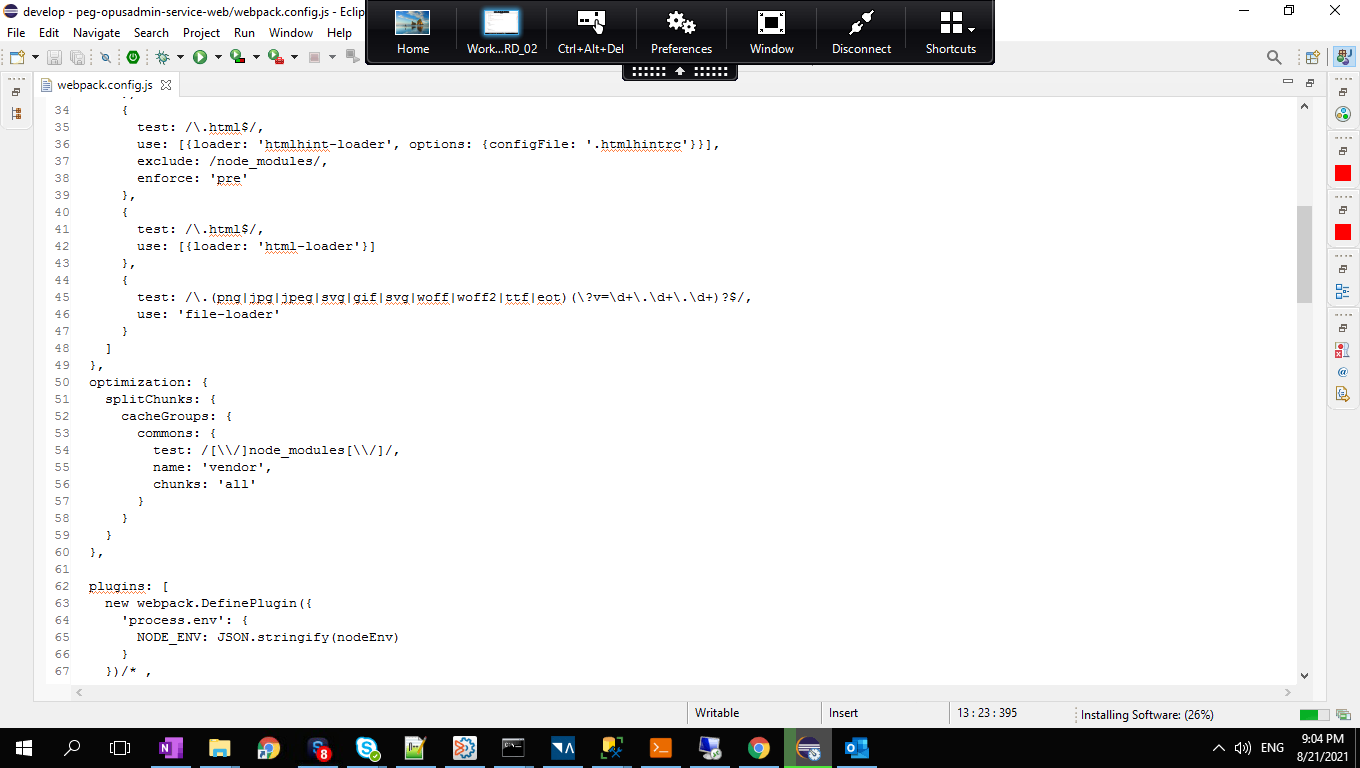 develop - peg-opusadmin-service-web/webpack.config.js - Eclip
File Edit Navigate Search Project Run Window Help
Home Work...RD_02 Ctrl+Alt+Del Preferences Window Disconnect Shortcuts
webpack.config.js
34 {
35 test: /\.html$/,
36 use: [{loader: 'htmlhint-loader', options: {configFile: '.htmlhintrc'}}],
37 exclude: /node_modules/,
38 enforce: 'pre'
39 },
40 {
41 test: /\.html$/,
42 use: [{loader: 'html-loader'}]
43 },
44 {
45 test: /\.(png|jpg|jpeg|svg|gif|svg|woff|woff2|ttf|eot)(\?v=\d+\.\d+\.\d+)?$/,
46 use: 'file-loader'
47 }
48 ]
49 },
50 optimization: {
51 splitChunks: {
52 cacheGroups: {
53 commons: {
54 test: /[\\/]node_modules[\\/]/,
55 name: 'vendor',
56 chunks: 'all'
57 }
58 }
59 }
60 },
61
62 plugins: [
63 new webpack.DefinePlugin({
64 'process.env': {
65 NODE_ENV: JSON.stringify(nodeEnv)
66 }
67 })/* ,
Writable Insert 13 : 23 : 395 Installing Software: (26%)
8 ENG 9:04 PM
8/21/2021